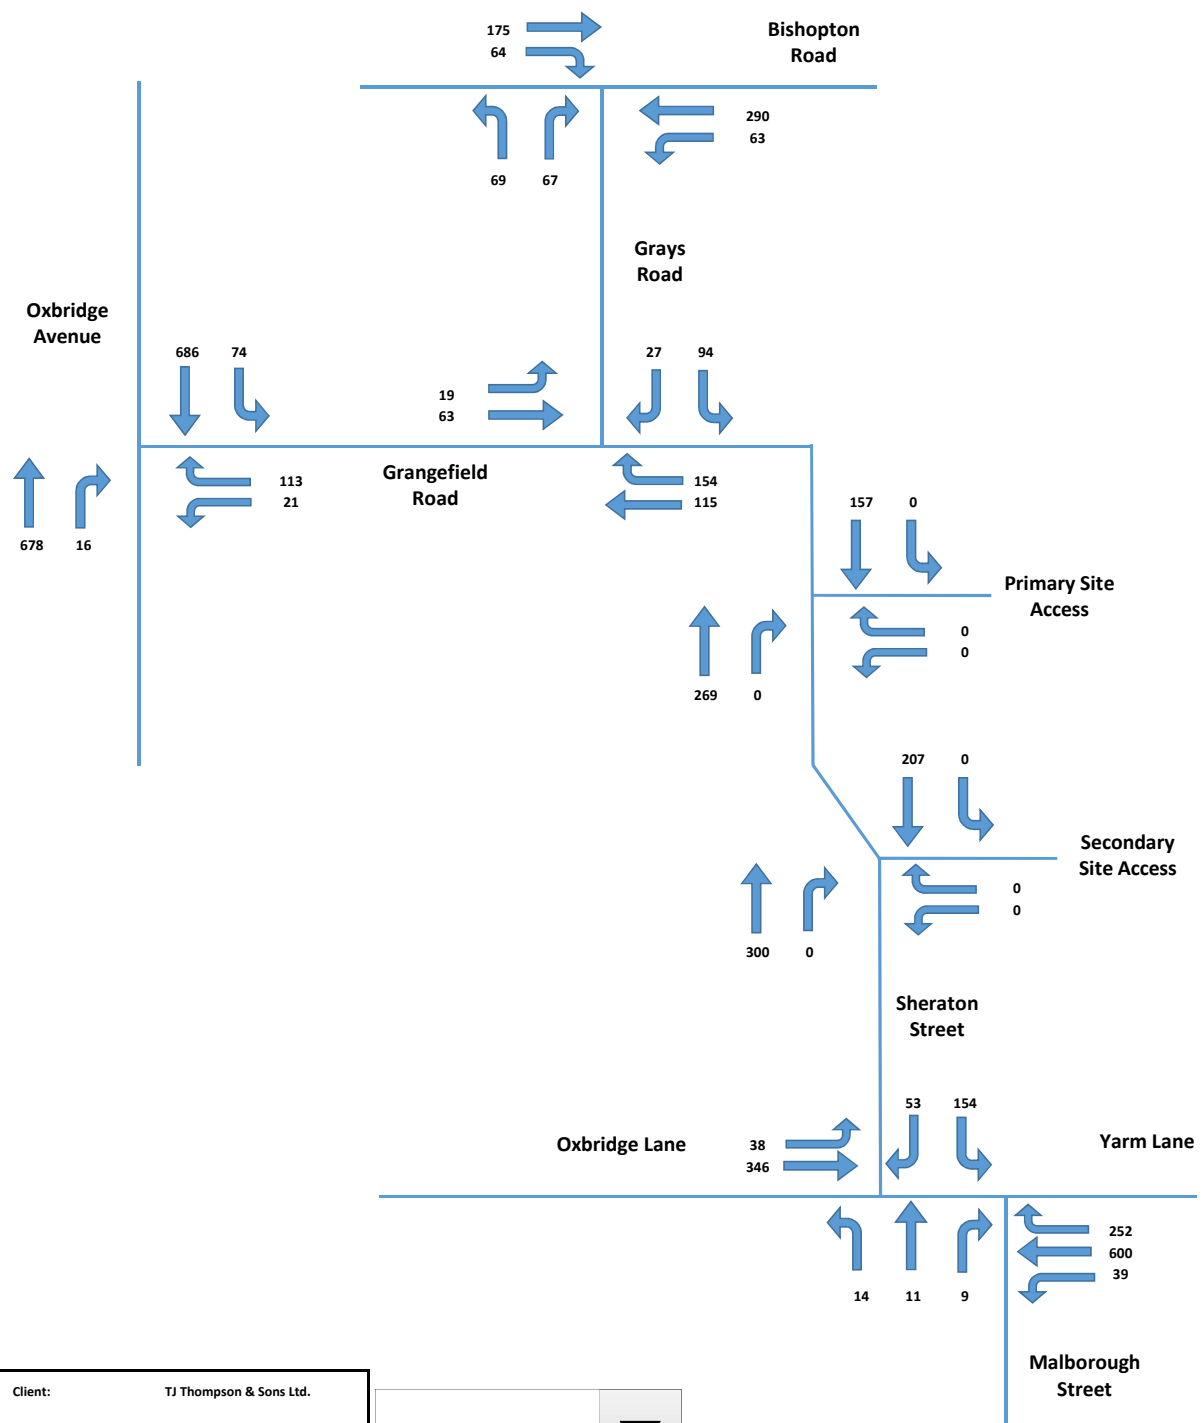 175
Bishopton
Road
64
290
63
69 67
Grays
Road
Oxbridge
Avenue
686 74
27 94
19
63
Grangefield
Road
113
21
154
115
678 16
157 0
Primary Site
Access
0
0
269 0
207 0
Secondary
Site Access
0
0
300 0
Sheraton
Street
53 154
Oxbridge Lane
38
346
Yarm Lane
252
600
39
14 11 9
Malborough
Street
Client: TJ Thompson & Sons Ltd.